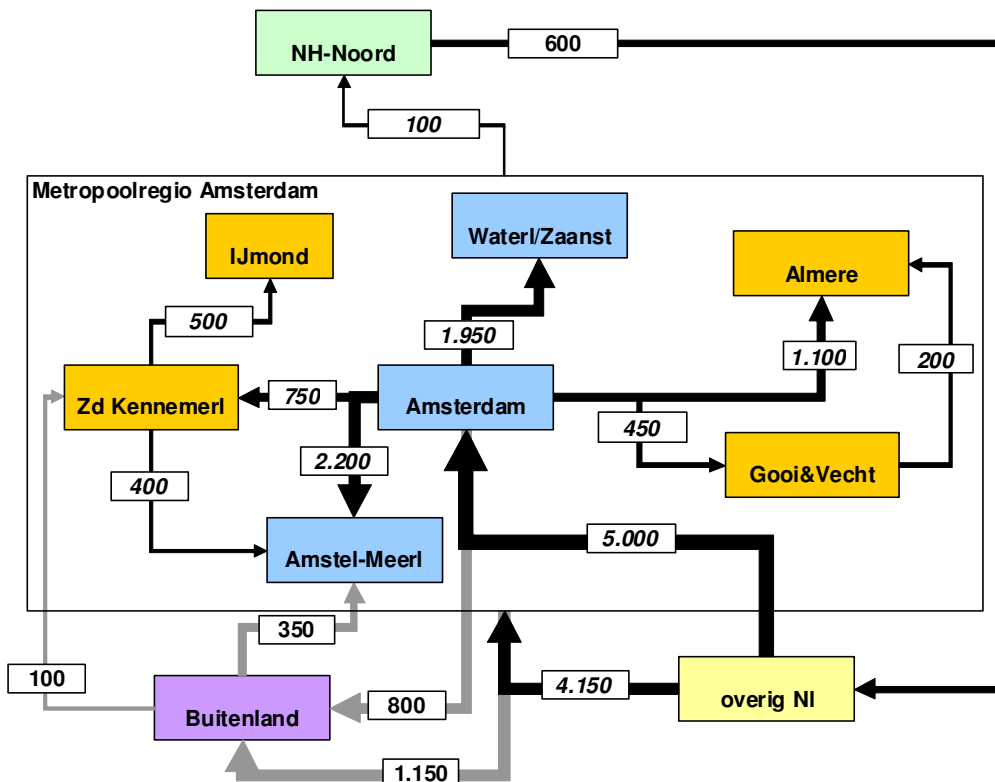 NH-Noord
600
100
Metropoolregio Amsterdam
IJmond
Waterl/Zaanst
Almere
500
1.950
1.100
200
Zd Kennemerl
750
Amsterdam
450
2.200
Gooi&Vecht
400
5.000
Amstel-Meerl
350
100
Buitenland
800
4.150
overig Nl
1.150